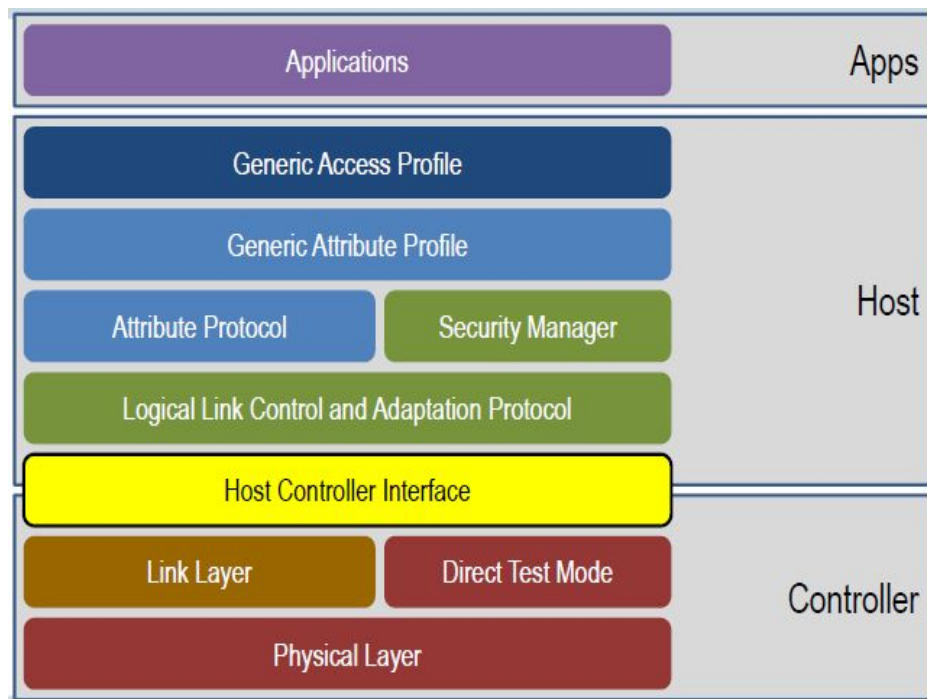 Applications
Apps
Generic Access Profile
Generic Attribute Profile
Host
Attribute Protocol
Security Manager
Logical Link Control and Adaptation Protocol
Host Controller Interface
Link Layer
Direct Test Mode
Controller
Physical Layer